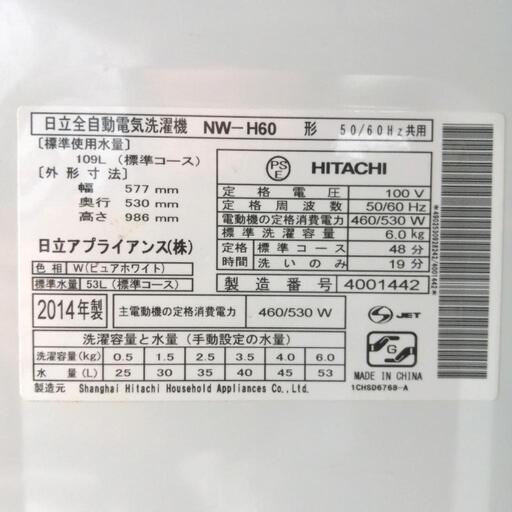 日立全自動電気洗濯機 NW-H60 形 50/60Hz共用
[標準使用水量]
109L (標準コース)
[外形寸法]
幅 577 mm
奥行 530 mm
高さ 986 mm
日立アプライアンス(株)
色相 W(ピュアホワイト)
標準水量 53L (標準コース)
PS
E
HITACHI
定格電圧 100 V
定格周波数 50/60 Hz
電動機の定格消費電力 460/530 W
標準洗濯容量 6.0kg
定格時間 標準コース 48分
洗いのみ 19分
製造番号 4001442
2014年製
主電動機の定格消費電力 460/530 W
JET
洗濯容量と水量 (手動設定の水量)
洗濯容量(kg) 0.5 1.5 2.5 3.5 4.0 6.0
水量(L) 25 30 35 40 45 53
G
MADE IN CHINA
製造元 Shanghai Hitachi Household Appliances Co.,Ltd.
1CHSD6768-A